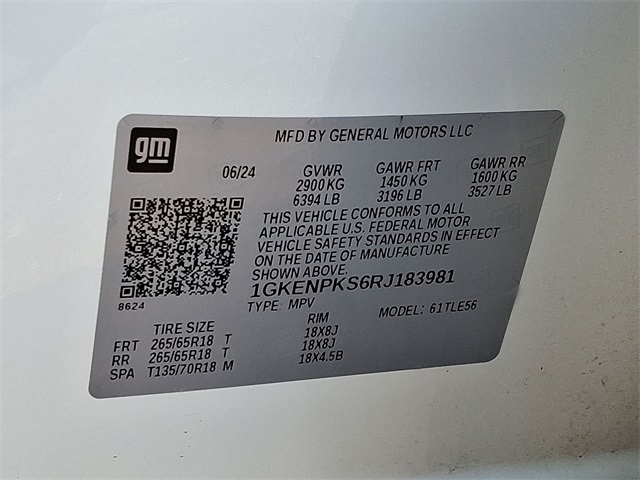 gm
MFD BY GENERAL MOTORS LLC
06/24 GVWR GAWR FRT GAWR RR
2900 KG 1450 KG 1600 KG
6394 LB 3196 LB 3527 LB
THIS VEHICLE CONFORMS TO ALL
APPLICABLE U.S. FEDERAL MOTOR
VEHICLE SAFETY STANDARDS IN EFFECT
ON THE DATE OF MANUFACTURE
SHOWN ABOVE.
1GKENPKS6RJ183981
8624
TYPE: MPV MODEL: 61TLE56
TIRE SIZE RIM
FRT 265/65R18 T 18X8J
RR 265/65R18 T 18X8J
SPA T135/70R18 M 18X4.5B